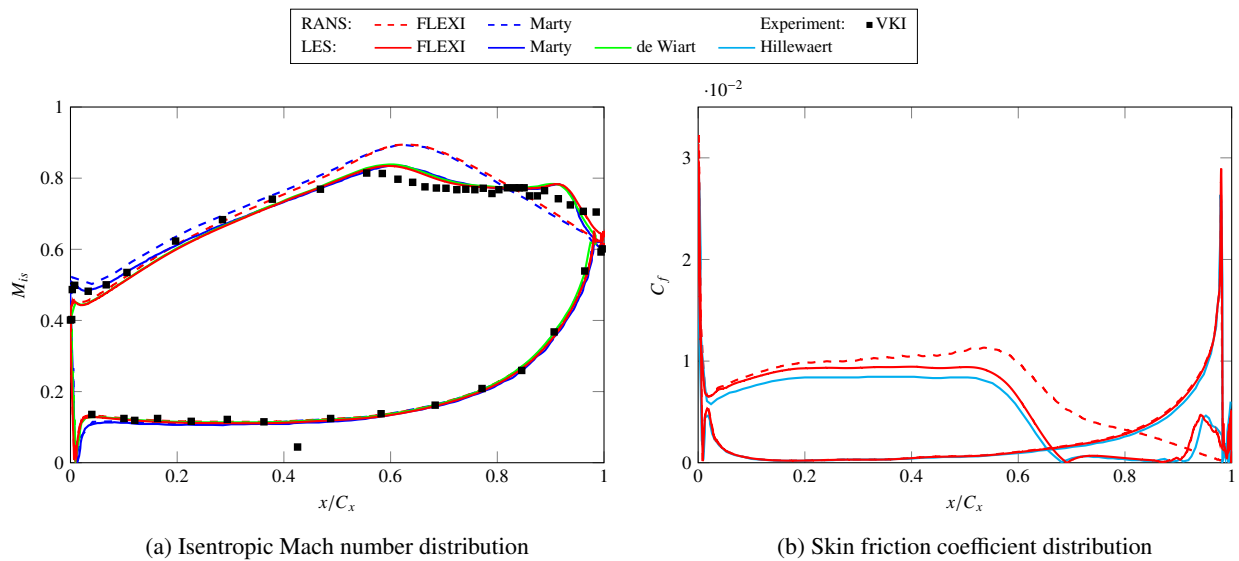 RANS: FLEXI Marty Experiment: VKI
LES: FLEXI Marty de Wiart Hillewaert
1
0.8
0.6
0.4
0.2
0
0 0.2 0.4 0.6 0.8 1
M_{is}
x/C_x
(a) Isentropic Mach number distribution
·10^{-2}
3
2
1
0
0 0.2 0.4 0.6 0.8 1
C_f
x/C_x
(b) Skin friction coefficient distribution